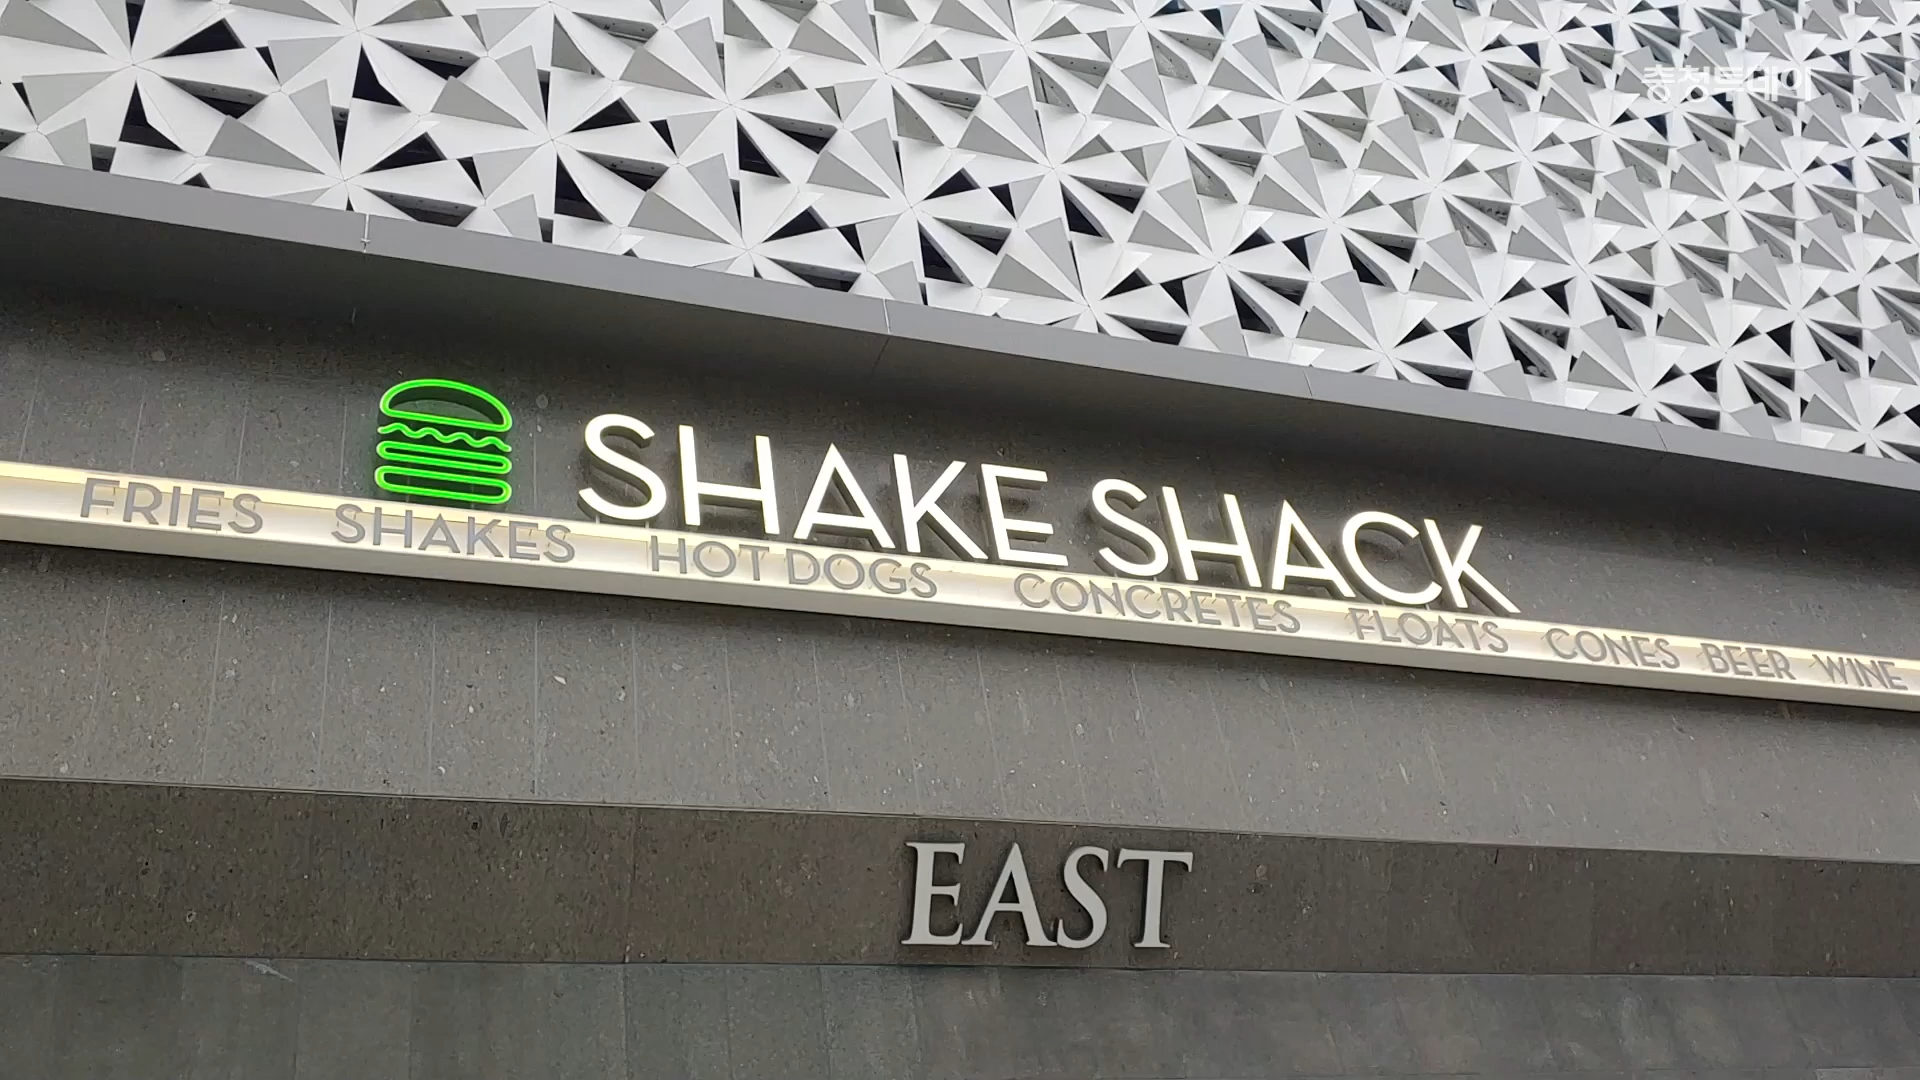 충청투데이
SHAKE SHACK
FRIES SHAKES HOT DOGS CONCRETES FLOATS CONES BEER WINE
EAST